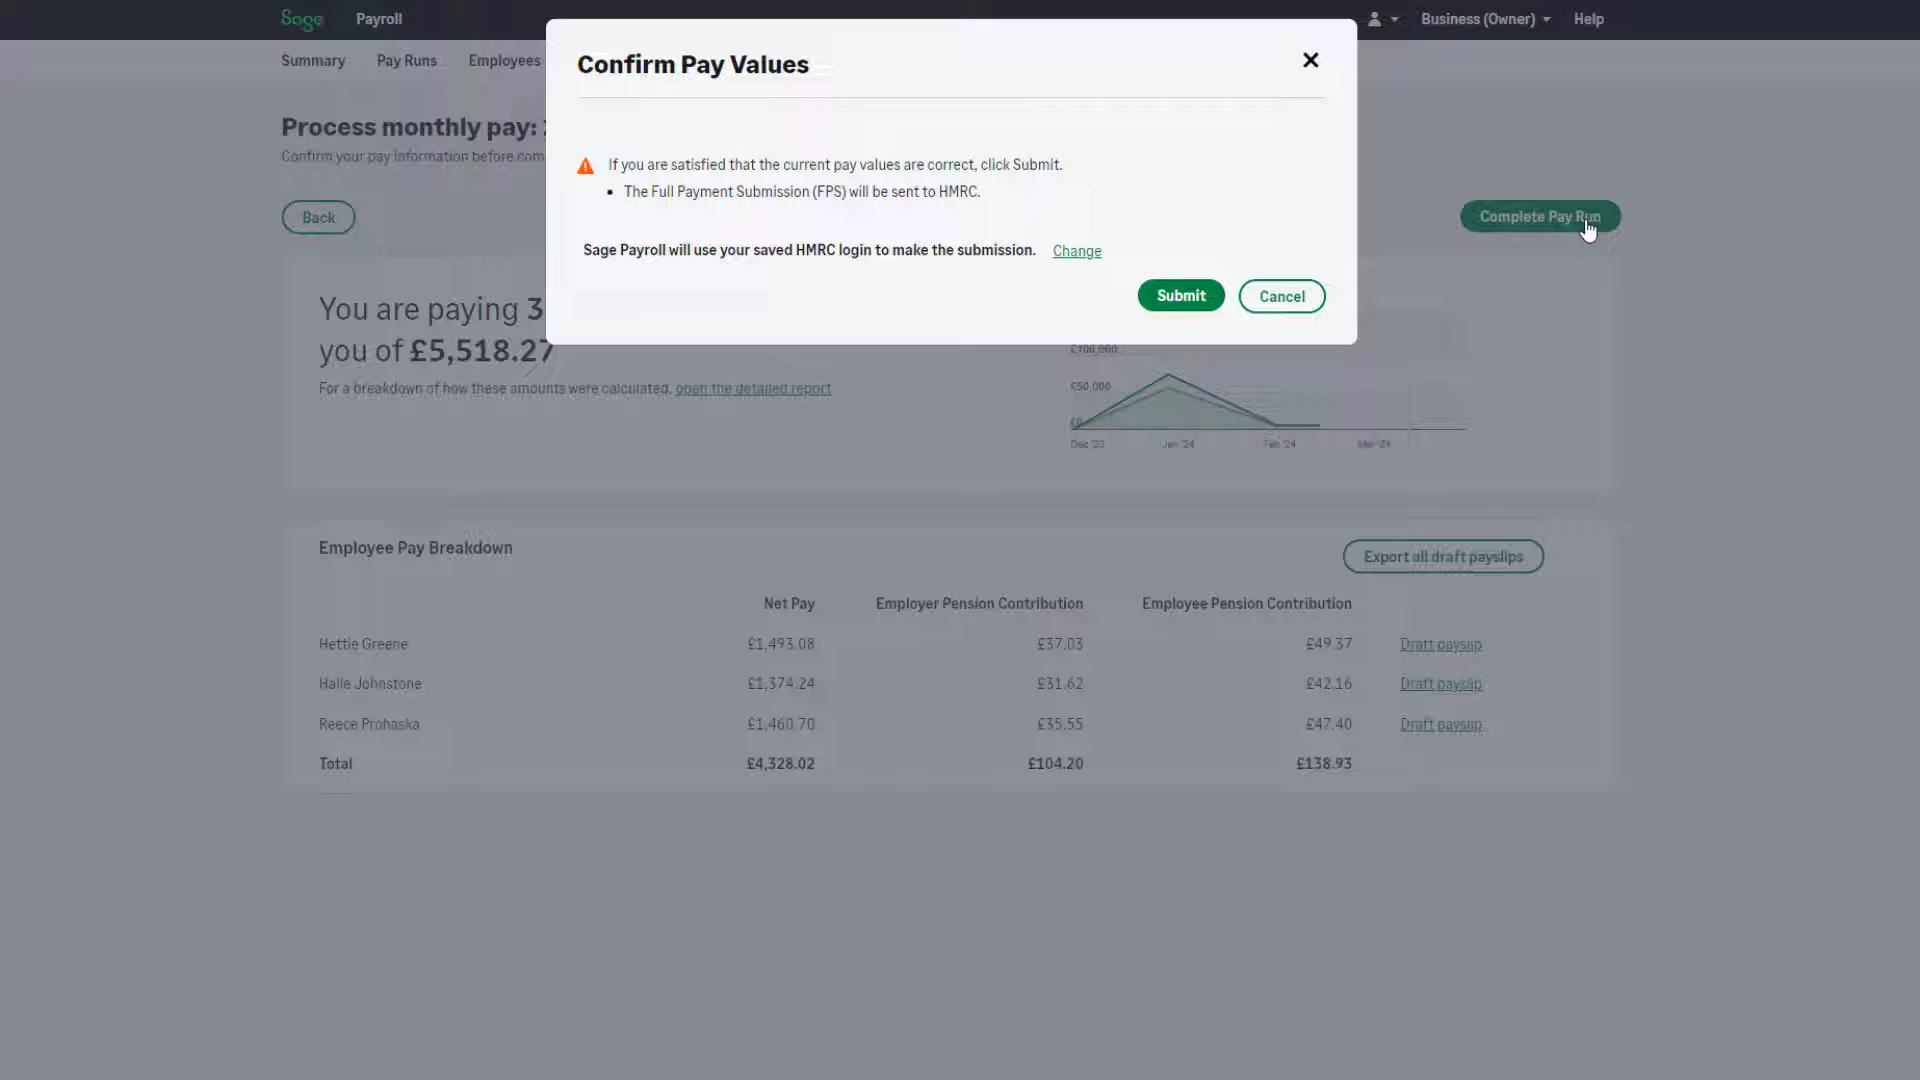 Sage
Payroll
Business (Owner)
Help
Summary
Pay Runs
Employees
Confirm Pay Values
Process monthly pay:
Confirm your pay information before com
If you are satisfied that the current pay values are correct, click Submit.
• The Full Payment Submission (FPS) will be sent to HMRC.
Back
Complete Pay Run
Sage Payroll will use your saved HMRC login to make the submission. Change
Submit
Cancel
You are paying 3
you of £5,518.27
For a breakdown of how these amounts were calculated, open the detailed report
£100,000
£50,000
£0
Dec '23
Jan '24
Feb '24
Mar '24
Employee Pay Breakdown
Export all draft payslips
Net Pay
Employer Pension Contribution
Employee Pension Contribution
Hettie Greene £1,493.08 £37.03 £49.37 Draft payslip
Halle Johnstone £1,374.24 £31.62 £42.16 Draft payslip
Reece Prohaska £1,460.70 £35.55 £47.40 Draft payslip
Total £4,328.02 £104.20 £138.93